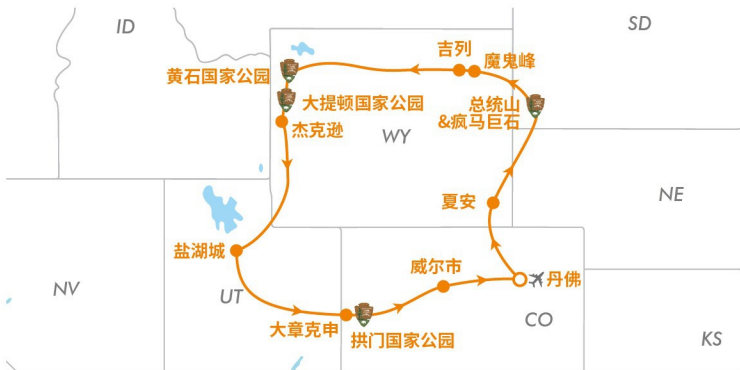 ID
SD
吉列
魔鬼峰
黄石国家公园
大提顿国家公园
总统山
&疯马巨石
杰克逊
WY
夏安
NE
盐湖城
威尔市
丹佛
NV
UT
大章克申
拱门国家公园
CO
KS